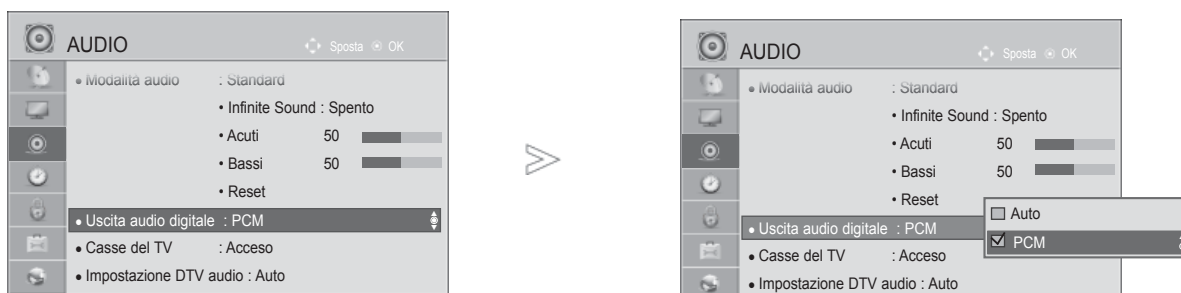 AUDIO
Sposta OK
• Modalità audio : Standard
• Infinite Sound : Spento
• Acuti 50
• Bassi 50
• Reset
• Uscita audio digitale : PCM
• Casse del TV : Acceso
• Impostazione DTV audio : Auto
AUDIO
Sposta OK
• Modalità audio : Standard
• Infinite Sound : Spento
• Acuti 50
• Bassi 50
• Reset
• Uscita audio digitale : PCM
• Casse del TV : Acceso
• Impostazione DTV audio : Auto
Auto
PCM